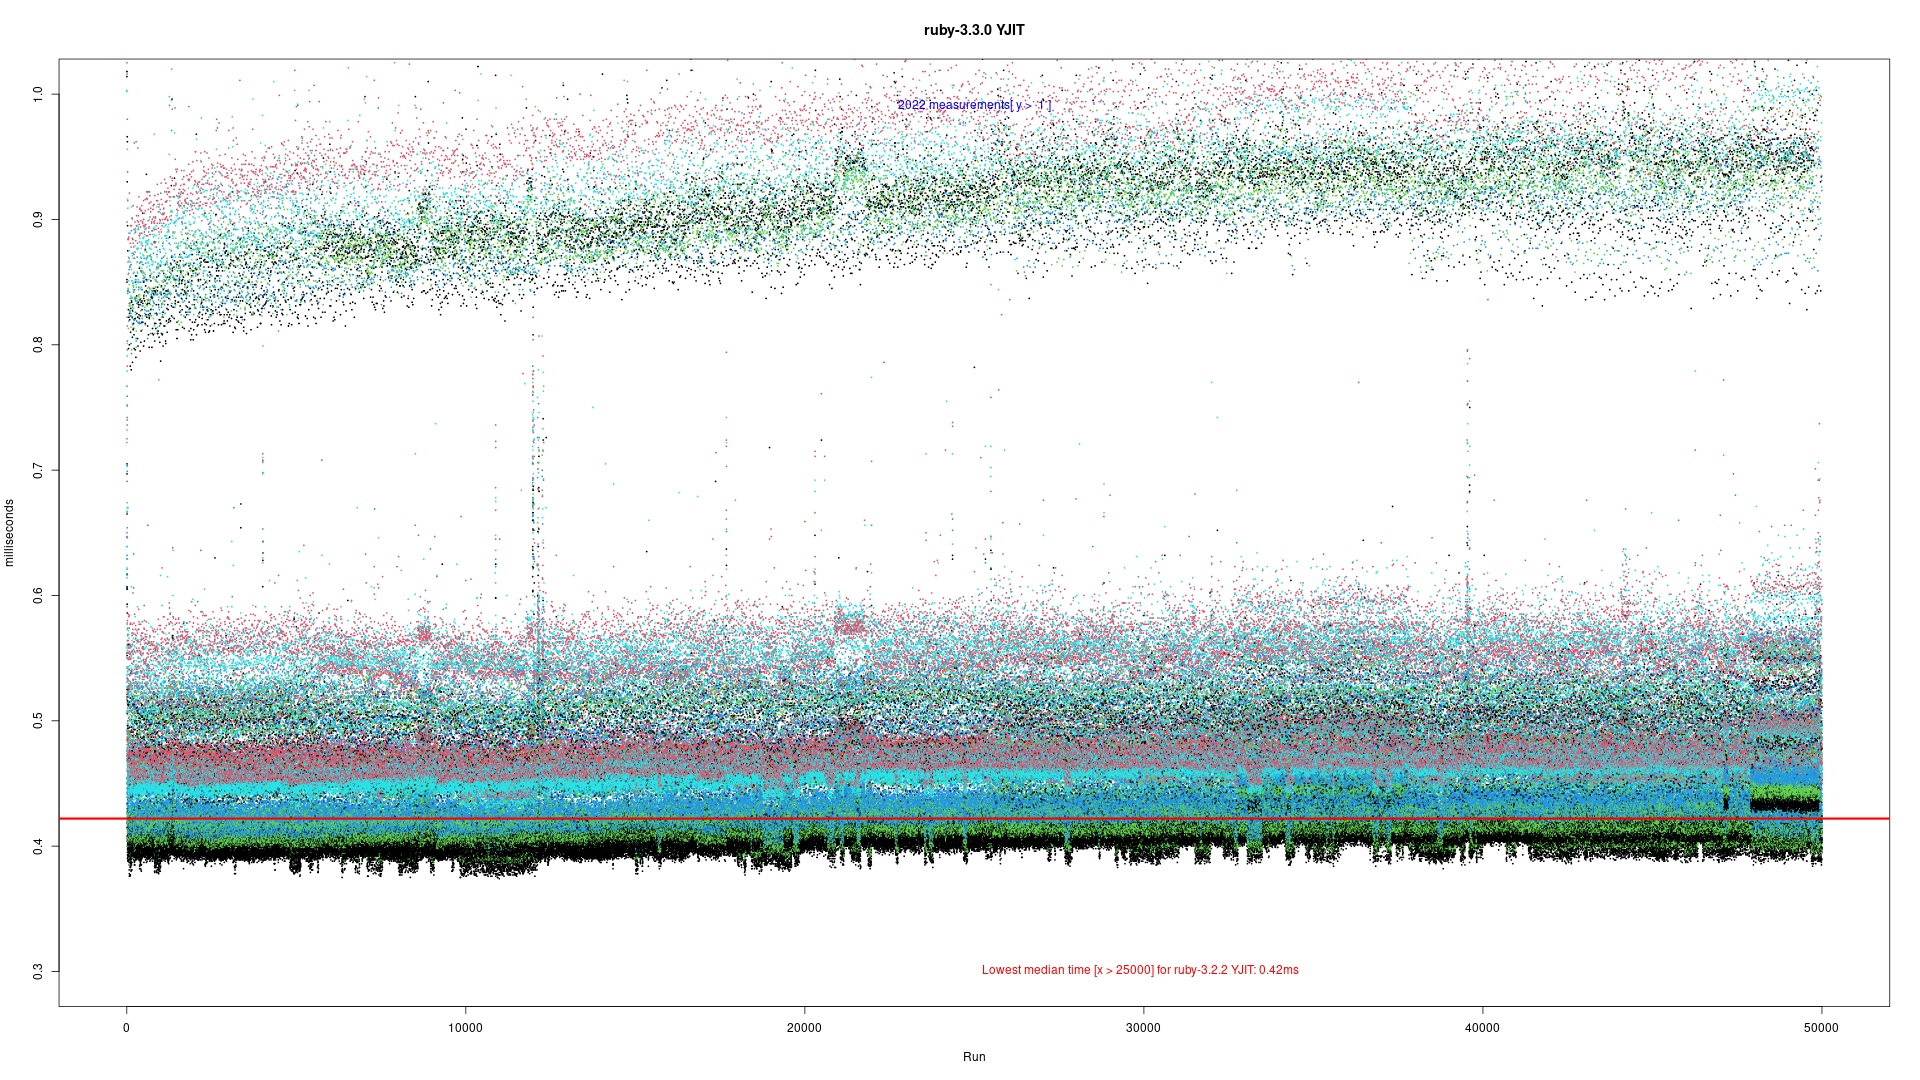 ruby-3.3.0 YJIT
2022 measurements[ y > 1 ]
1.0
0.9
0.8
0.7
0.6
0.5
0.4
0.3
milliseconds
Lowest median time [x > 25000] for ruby-3.2.2 YJIT: 0.42ms
0 10000 20000 30000 40000 50000
Run